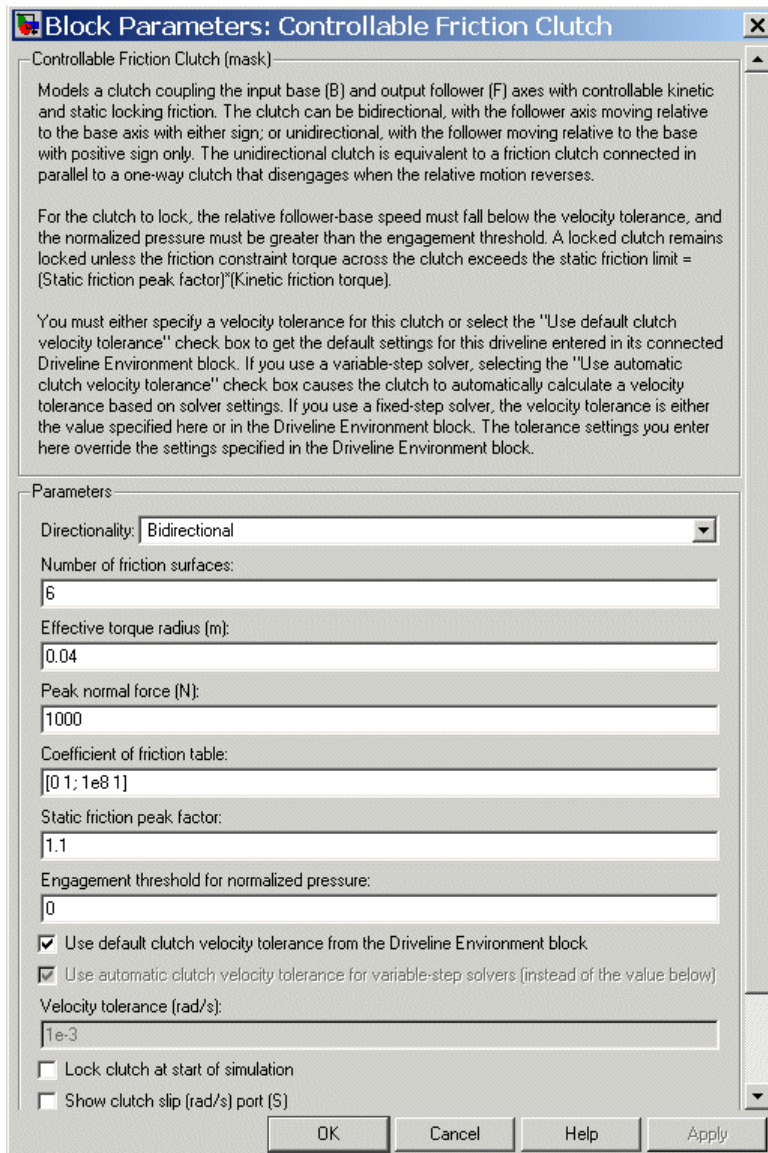 Block Parameters: Controllable Friction Clutch
Controllable Friction Clutch (mask)
Models a clutch coupling the input base (B) and output follower (F) axes with controllable kinetic
and static locking friction. The clutch can be bidirectional, with the follower axis moving relative
to the base axis with either sign; or unidirectional, with the follower moving relative to the base
with positive sign only. The unidirectional clutch is equivalent to a friction clutch connected in
parallel to a one-way clutch that disengages when the relative motion reverses.
For the clutch to lock, the relative follower-base speed must fall below the velocity tolerance, and
the normalized pressure must be greater than the engagement threshold. A locked clutch remains
locked unless the friction constraint torque across the clutch exceeds the static friction limit =
(Static friction peak factor)*(Kinetic friction torque).
You must either specify a velocity tolerance for this clutch or select the "Use default clutch
velocity tolerance" check box to get the default settings for this driveline entered in its connected
Driveline Environment block. If you use a variable-step solver, selecting the "Use automatic
clutch velocity tolerance" check box causes the clutch to automatically calculate a velocity
tolerance based on solver settings. If you use a fixed-step solver, the velocity tolerance is either
the value specified here or in the Driveline Environment block. The tolerance settings you enter
here override the settings specified in the Driveline Environment block.
Parameters
Directionality: Bidirectional
Number of friction surfaces:
6
Effective torque radius (m):
0.04
Peak normal force (N):
1000
Coefficient of friction table:
[0 1; 1e8 1]
Static friction peak factor:
1.1
Engagement threshold for normalized pressure:
0
Use default clutch velocity tolerance from the Driveline Environment block
Use automatic clutch velocity tolerance for variable-step solvers (instead of the value below)
Velocity tolerance (rad/s):
1e-3
Lock clutch at start of simulation
Show clutch slip (rad/s) port (S)
OK Cancel Help Apply